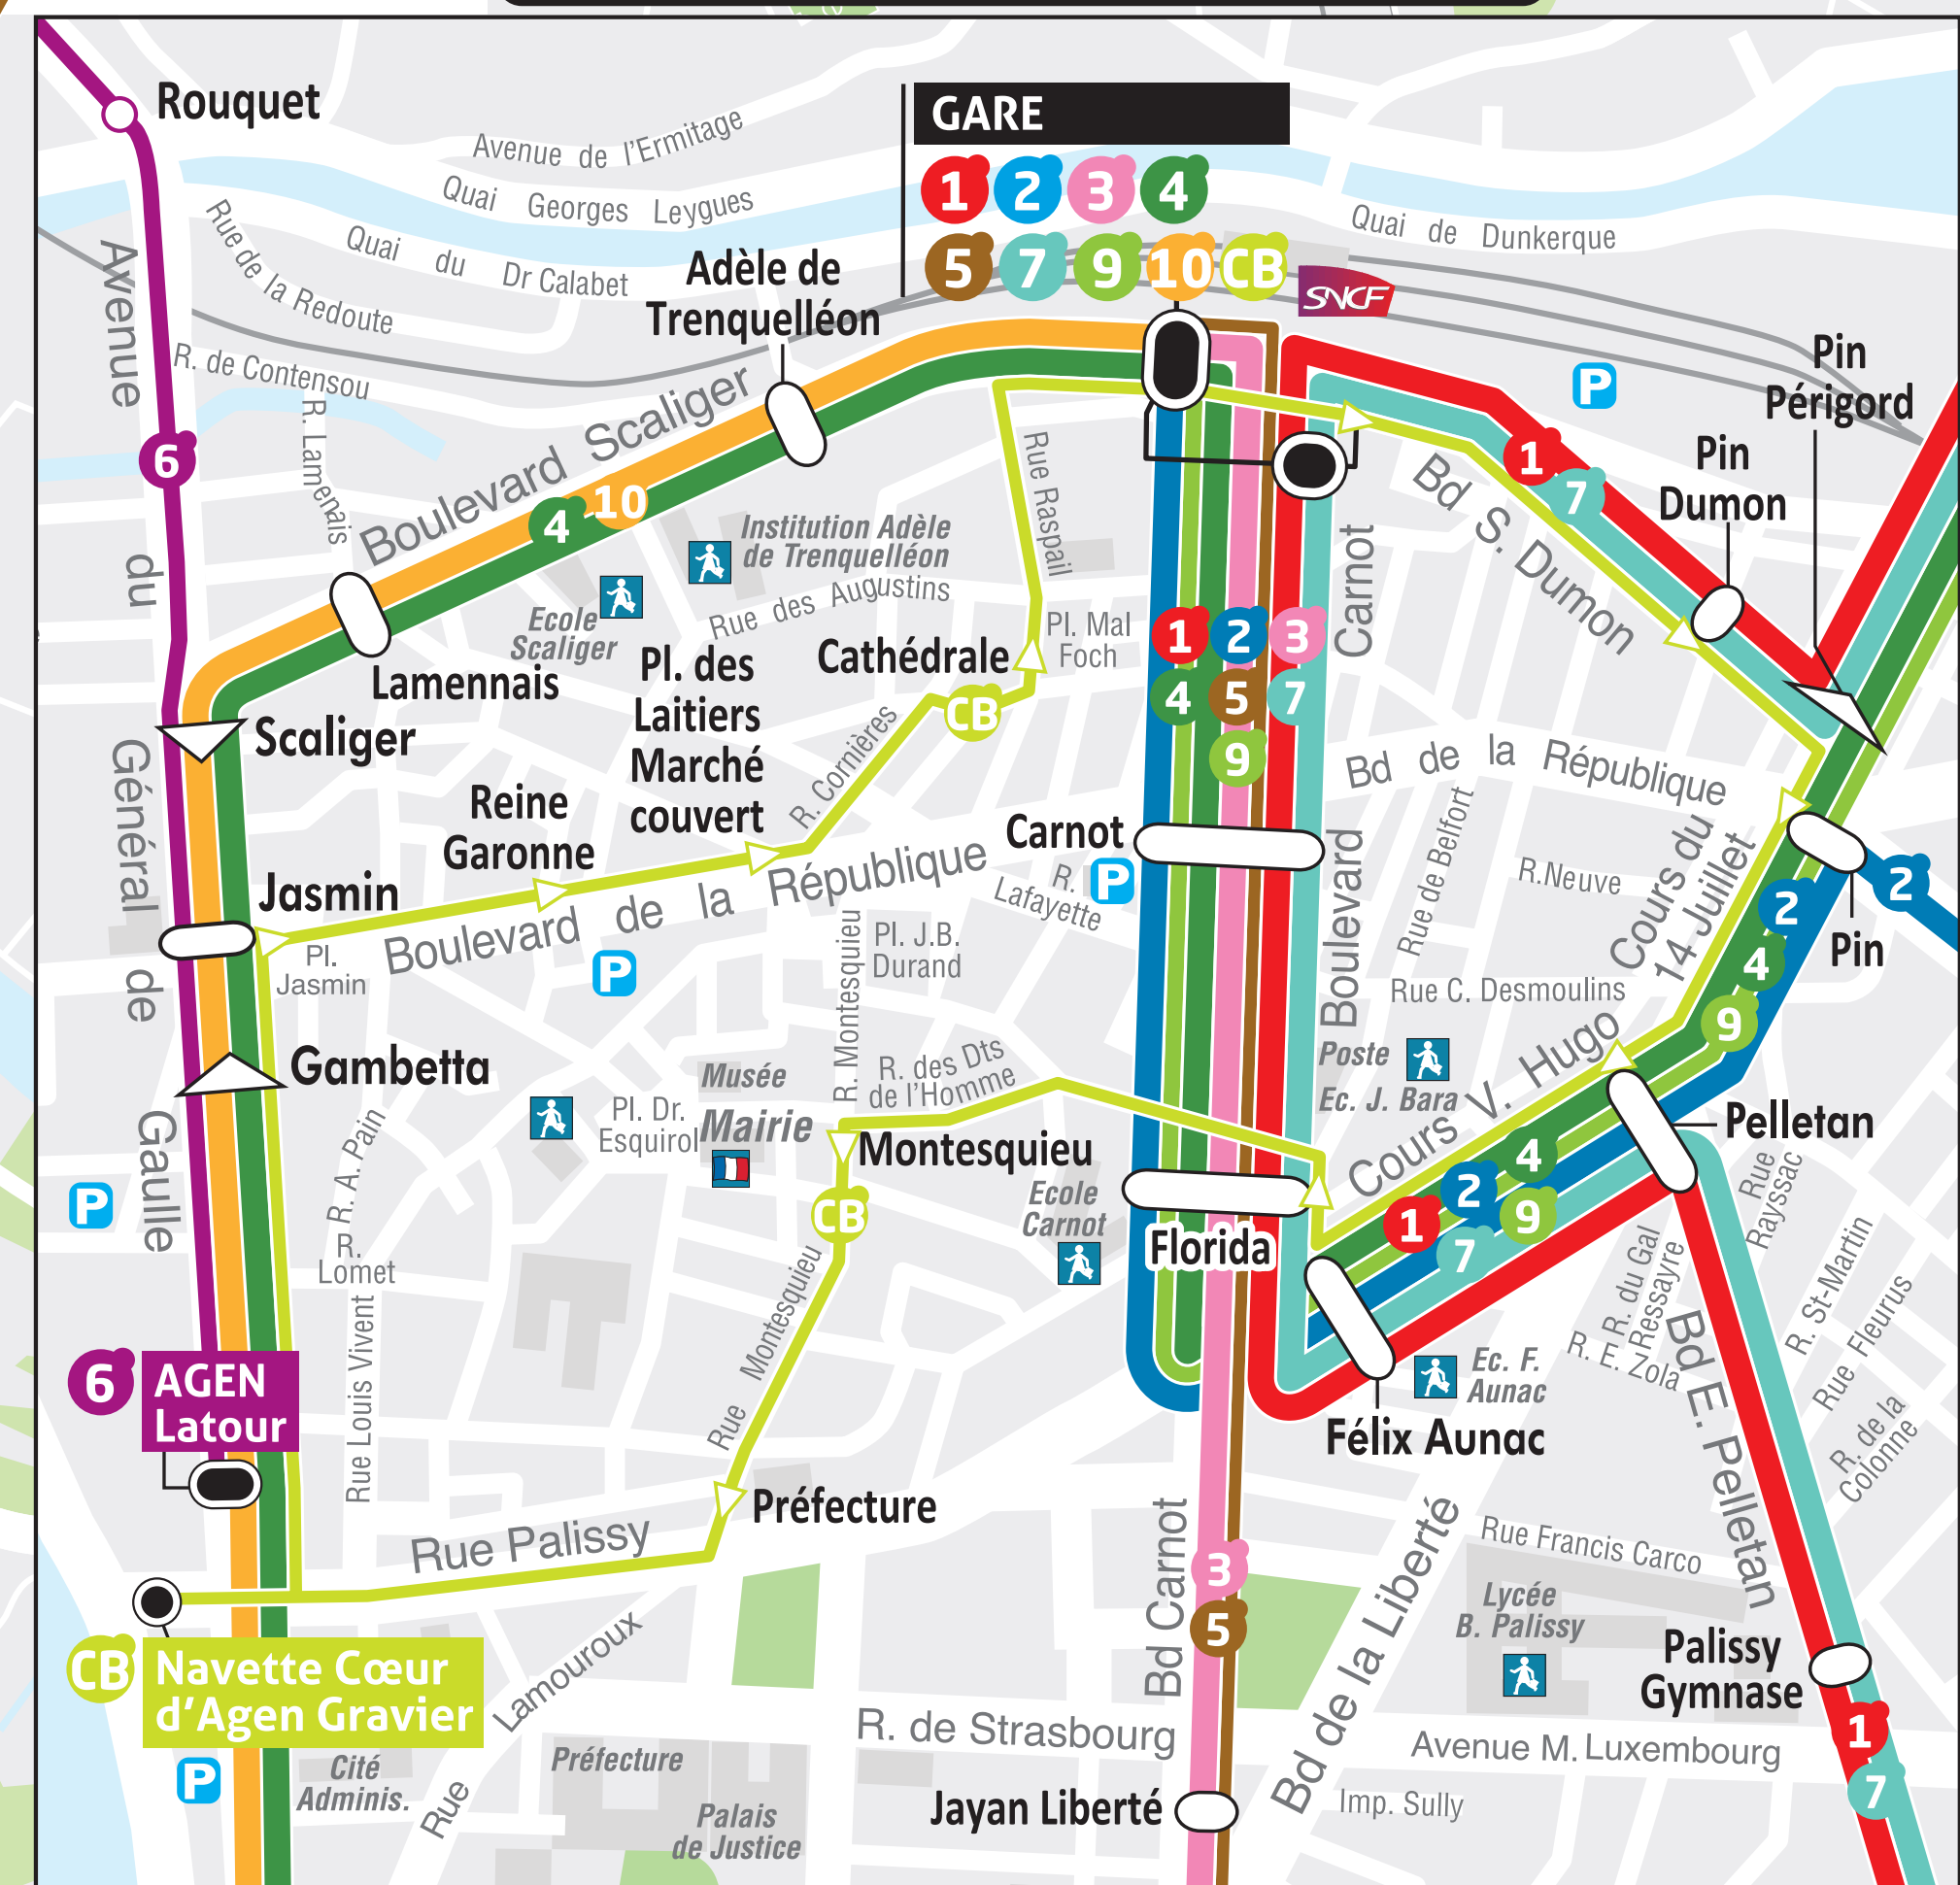 Rouquet
GARE
1 2 3 4
5 7 9 10 CB
SNCF
Avenue de l'Ermitage
Quai Georges Leygues
Quai du Dr Calabet
Quai de Dunkerque
Rue de la Redoute
R. de Contensou
R. Lamenais
Avenue du Général de Gaulle
6
Adèle de
Trenquelléon
Boulevard Scaliger
4 10
Institution Adèle
de Trenquelléon
Ecole
Scaliger
Rue des Augustins
Rue Raspail
Pl. Mal
Foch
Lamennais
Scaliger
Pl. des
Laitiers
Marché
couvert
Cathédrale
CB
R. Cornières
Reine
Garonne
Jasmin
Pl.
Jasmin
Boulevard de la République
Gambetta
P
Pin
Périgord
Pin
Dumon
P
1
7
Bd S. Dumon
Boulevard Carnot
1 2 3
4 5 7
9
Bd de la République
Carnot
R.
Lafayette
P
Rue de Belfort
R.Neuve
Cours du
14 Juillet
2
Pin
2
4
9
Rue C. Desmoulins
Poste
Ec. J. Bara
Cours V. Hugo
Pelletan
4
2
9
1
7
R. Montesquieu
Pl. J.B.
Durand
R. des Dts
de l'Homme
Musée
Mairie
Pl. Dr.
Esquirol
Montesquieu
CB
Ecole
Carnot
Florida
R. A. Pain
R.
Lomet
Rue Louis Vivent
P
Rue Montesquieu
Félix Aunac
Ec. F.
Aunac
Rue
Rayssac
R. du Gal
Ressayre
R. E. Zola
R. St-Martin
Rue Fleurus
R. de la
Colonne
Bd E. Pelletan
6 AGEN
Latour
Préfecture
Rue Palissy
Bd Carnot
3
5
Bd de la Liberté
Rue Francis Carco
Lycée
B. Palissy
Palissy
Gymnase
1
7
CB Navette Cœur
d'Agen Gravier
P
Cité
Adminis.
Rue Lamouroux
Préfecture
Palais
de Justice
R. de Strasbourg
Avenue M. Luxembourg
Jayan Liberté
Imp. Sully